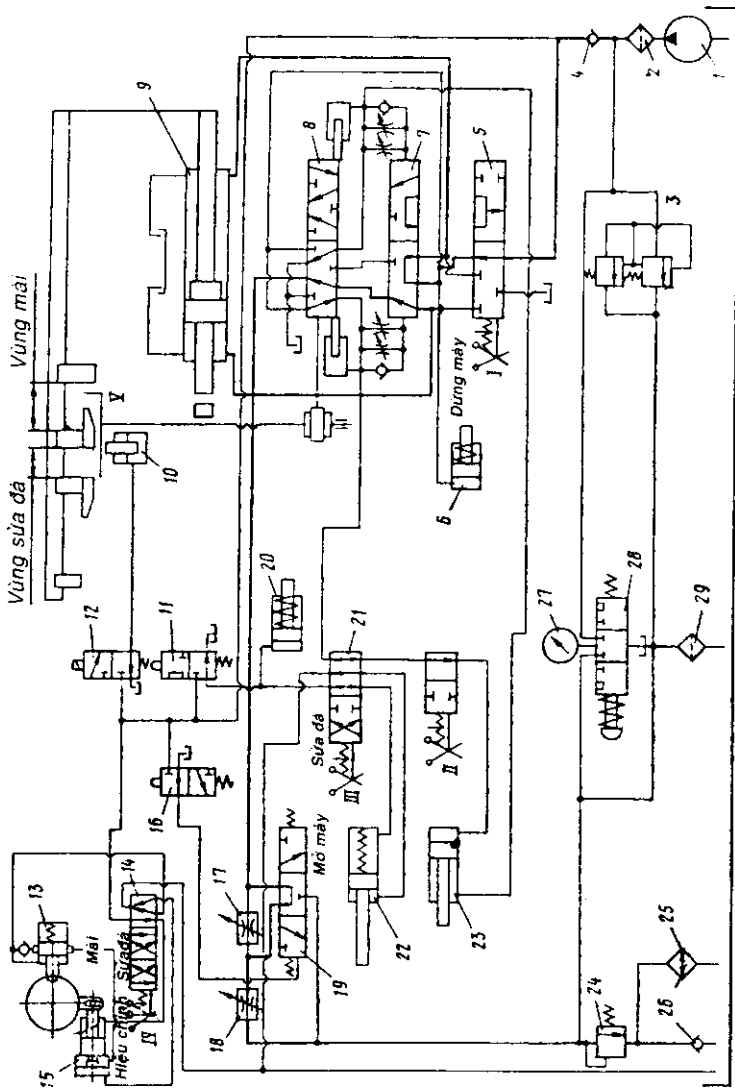 Vùng sửa đá
Vùng mài
V
9
10
12
11
16
8
7
5
4
2
1
3
Dừng máy
I
6
20
21
Sửa đá
III
II
22
23
Mở máy
19
17
18
13
14
Mài
Sửa đá
Hiệu chỉnh
IV
15
27
28
29
24
25
26